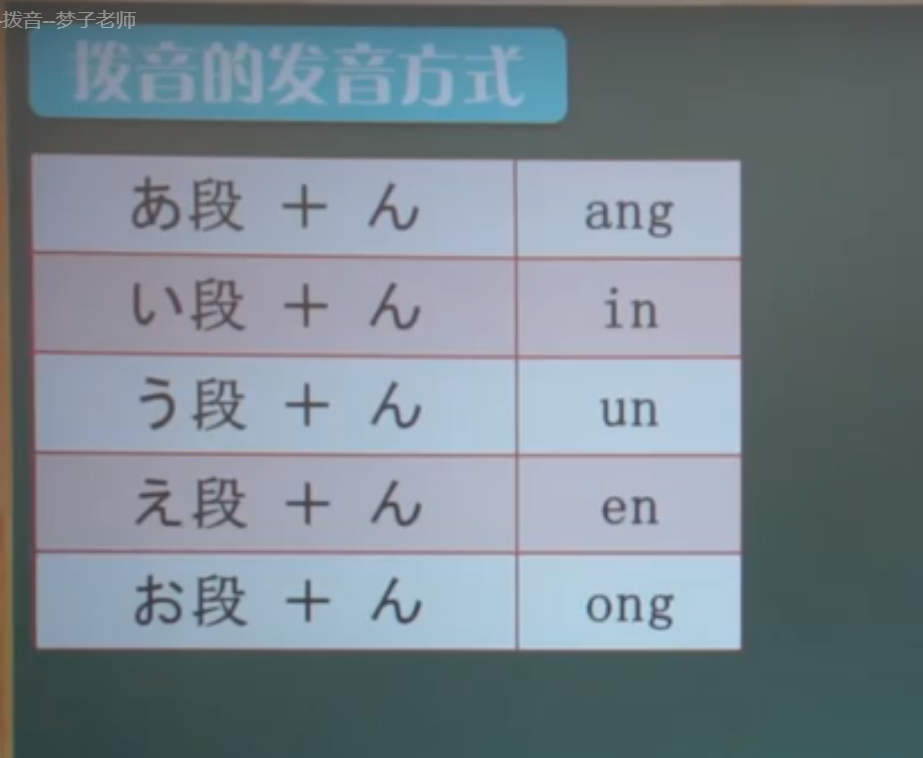 拨音--梦子老师
拨音的发音方式
あ段 + ん ang
い段 + ん in
う段 + ん un
え段 + ん en
お段 + ん ong